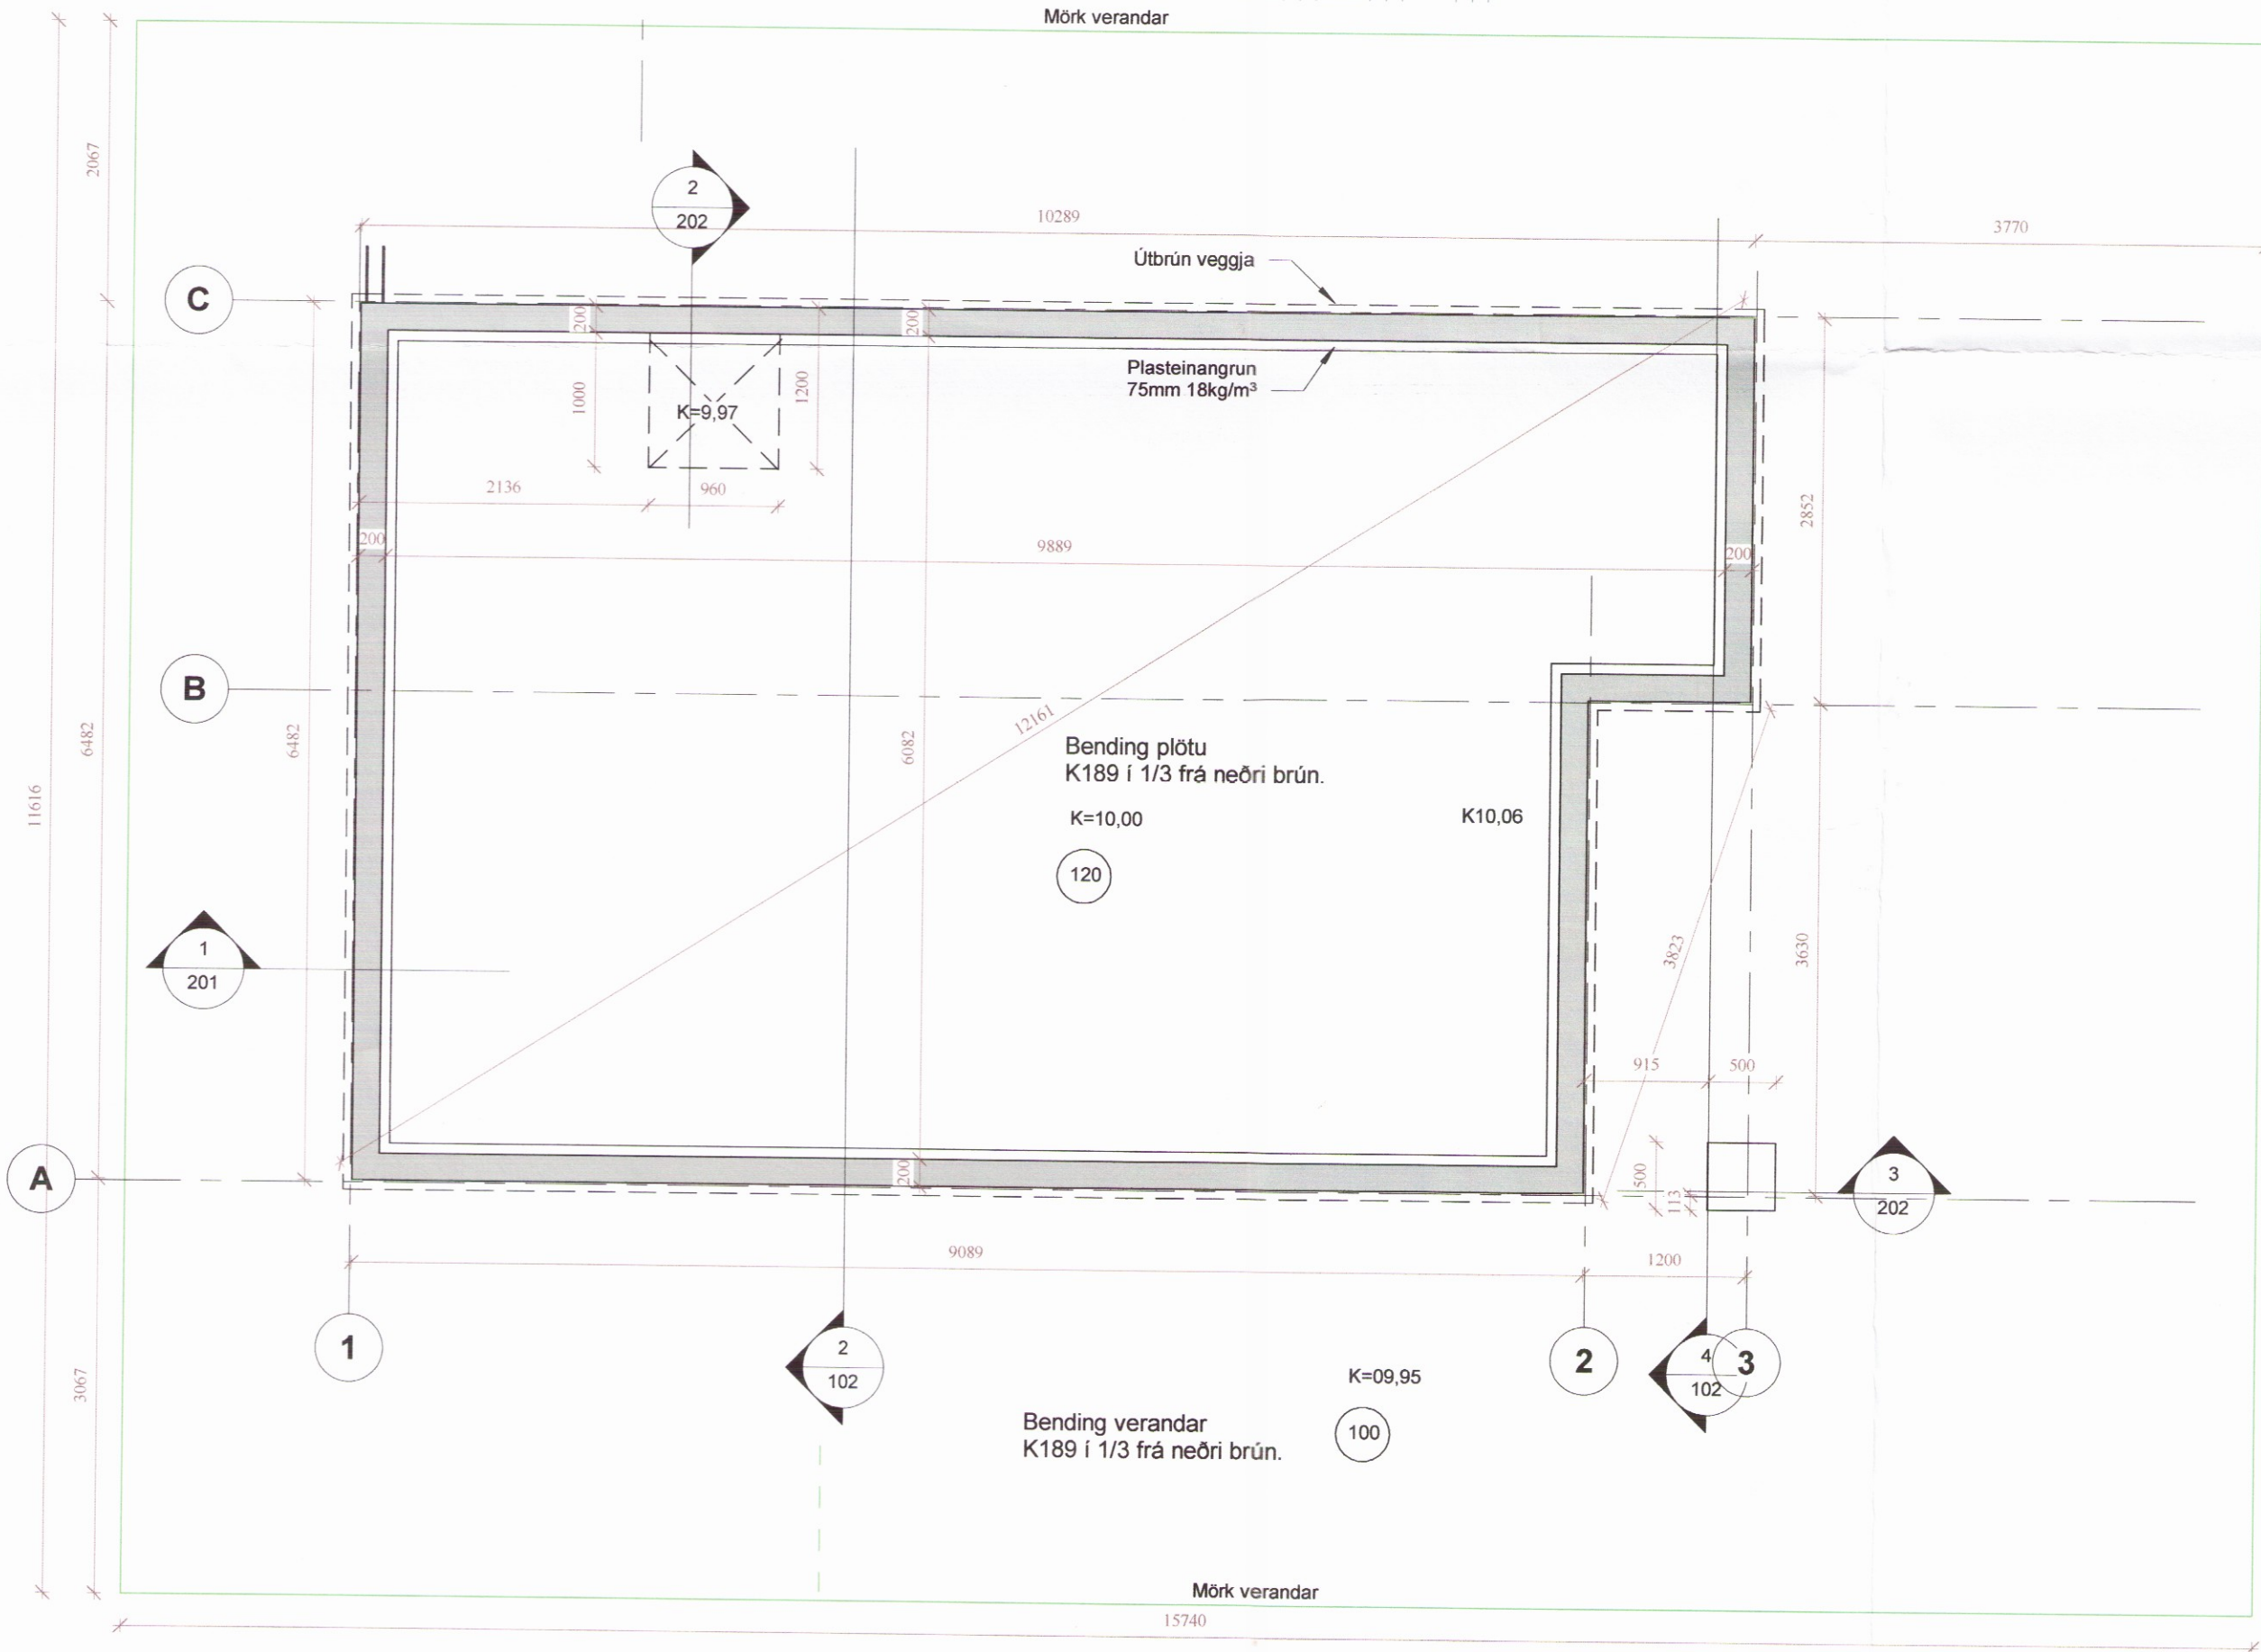 Mörk verandar
2067
2
202
10289
3770
Útbrún veggja
C
200
200
Plasteinangrun
75mm 18kg/m³
1000
1200
K=9,97
2136
960
2852
200
9889
200
B
6482
6482
12161
6082
Bending plötu
K189 í 1/3 frá neðri brún.
11616
K=10,00
K10,06
120
1
201
3823
3630
915
500
A
200
500
113
3
202
9089
1200
1
2
102
2
4
102
3
3067
K=09,95
Bending verandar
K189 í 1/3 frá neðri brún.
100
Mörk verandar
15740